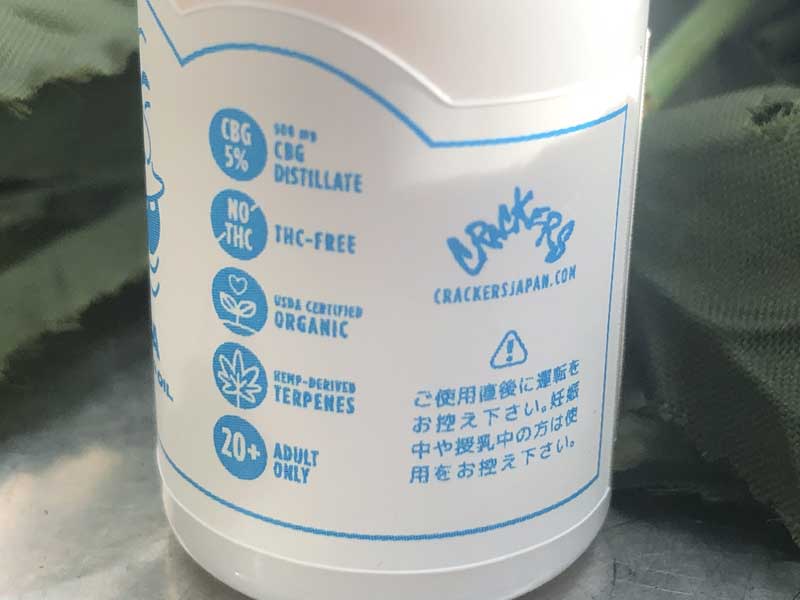 CBG
5%
500 mg
CBG
DISTILLATE
NO
THC
THC-FREE
USDA CERTIFIED
ORGANIC
HEMP-DERIVED
TERPENES
20+
ADULT
ONLY
OIL
CRACKERS
CRACKERSJAPAN.COM
ご使用直後に運転を
お控え下さい。妊娠
中や授乳中の方は使
用をお控え下さい。